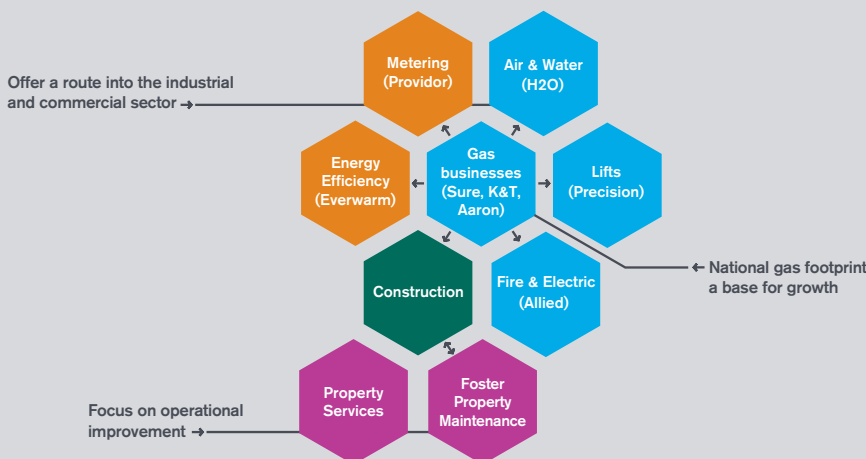 Metering
(Providor)
Air & Water
(H2O)
Offer a route into the industrial
and commercial sector →
Energy
Efficiency
(Everwarm)
Gas
businesses
(Sure, K&T,
Aaron)
Lifts
(Precision)
Construction
Fire & Electric
(Allied)
← National gas footprint
a base for growth
Property
Services
Foster
Property
Maintenance
Focus on operational
improvement →